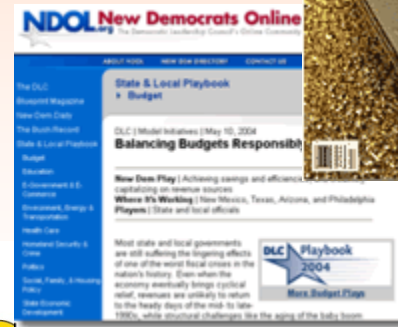 NDOL.org New Democrats Online
The Democratic Leadership Council's Online Community
ABOUT NDOL NEW DEM DIRECTORY CONTACT US
The DLC
Blueprint Magazine
New Dem Daily
The Bush Record
State & Local Playbook
Budget
Education
E-Government & E-
Commerce
Environment, Energy &
Transportation
Health Care
Homeland Security &
Crime
Politics
Social, Family, & Housing
Policy
State Economic
Development
State & Local Playbook
Budget
DLC | Model Initiatives | May 10, 2004
Balancing Budgets Responsibly
New Dem Play | Achieving savings and efficienc
capitalizing on revenue sources
Where It's Working | New Mexico, Texas, Arizona, and Philadelphia
Players | State and local officials
Most state and local governments
are still suffering the lingering effects
of one of the worst fiscal crises in the
nation's history. Even when the
economy eventually brings cyclical
relief, revenues are unlikely to return
to the heady days of the mid- to late-
1990s, while structural challenges like the aging of the baby boom
DLC Playbook
2004
More Budget Plays